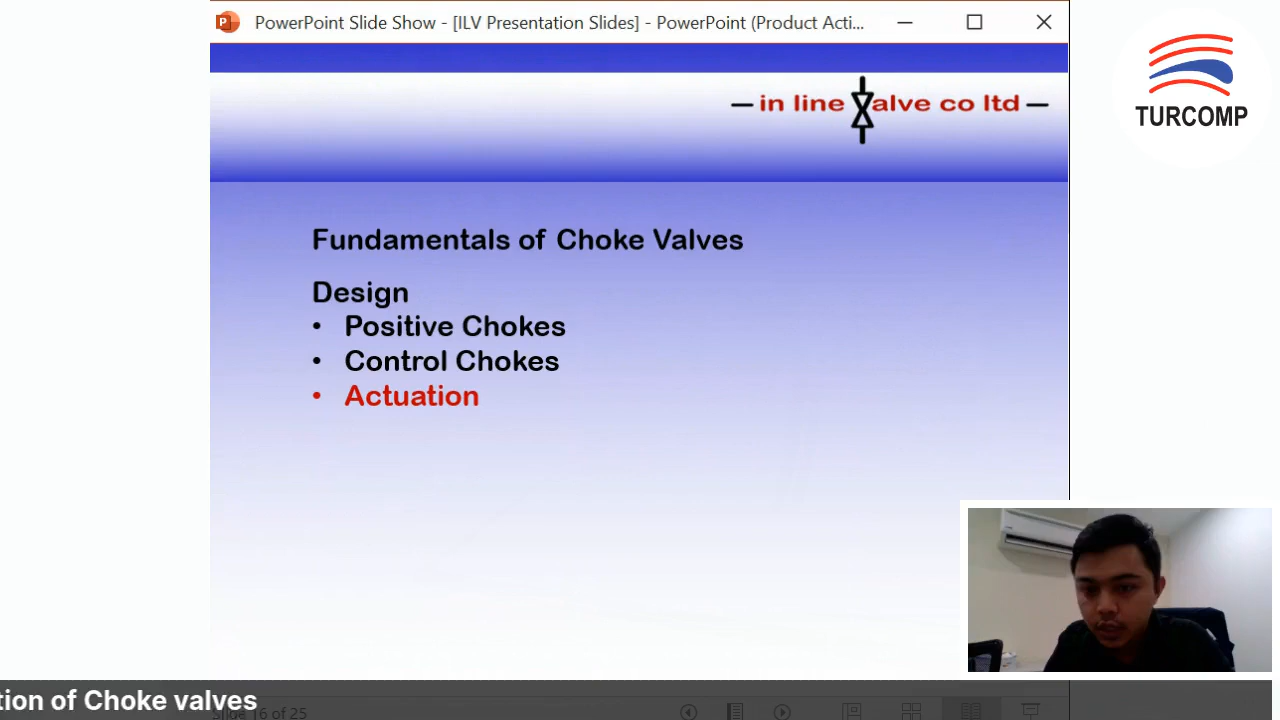 PowerPoint Slide Show - [ILV Presentation Slides] - PowerPoint (Product Acti...
in line valve co ltd
TURCOMP
Fundamentals of Choke Valves
Design
• Positive Chokes
• Control Chokes
• Actuation
tion of Choke valves
Slide 16 of 25